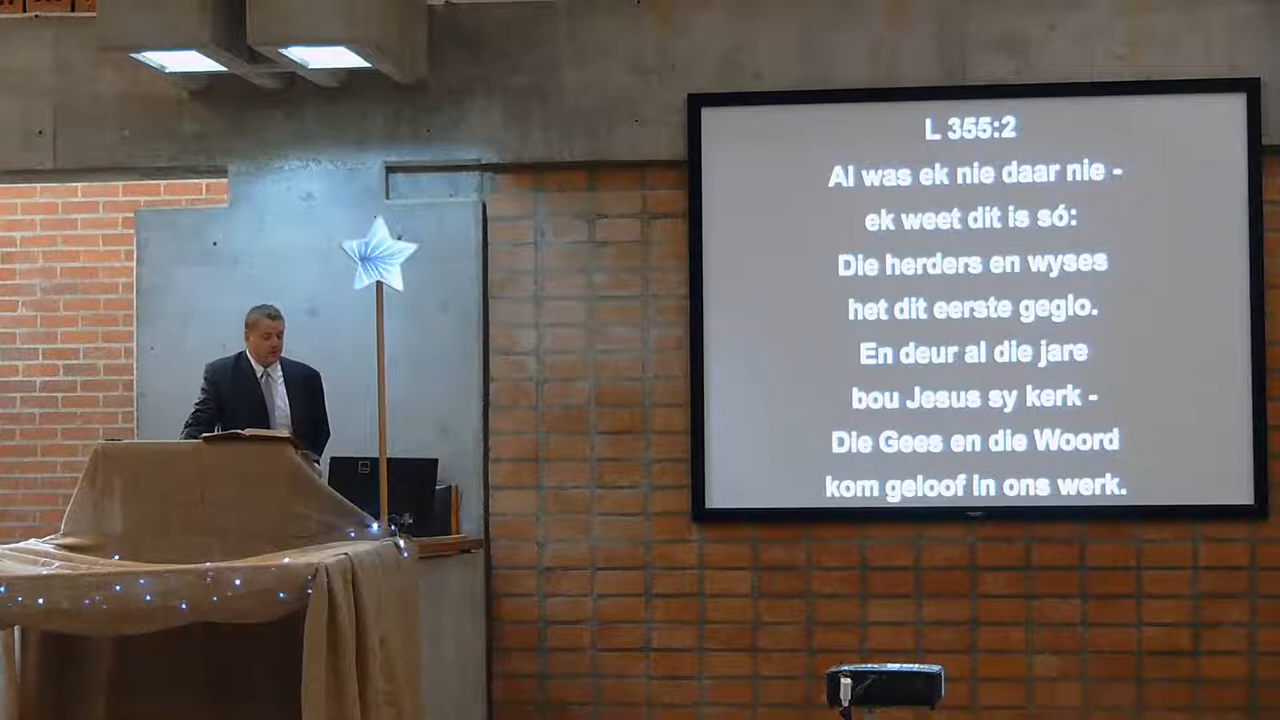 L 355:2
Al was ek nie daar nie -
ek weet dit is só:
Die herders en wyses
het dit eerste geglo.
En deur al die jare
bou Jesus sy kerk -
Die Gees en die Woord
kom geloof in ons werk.